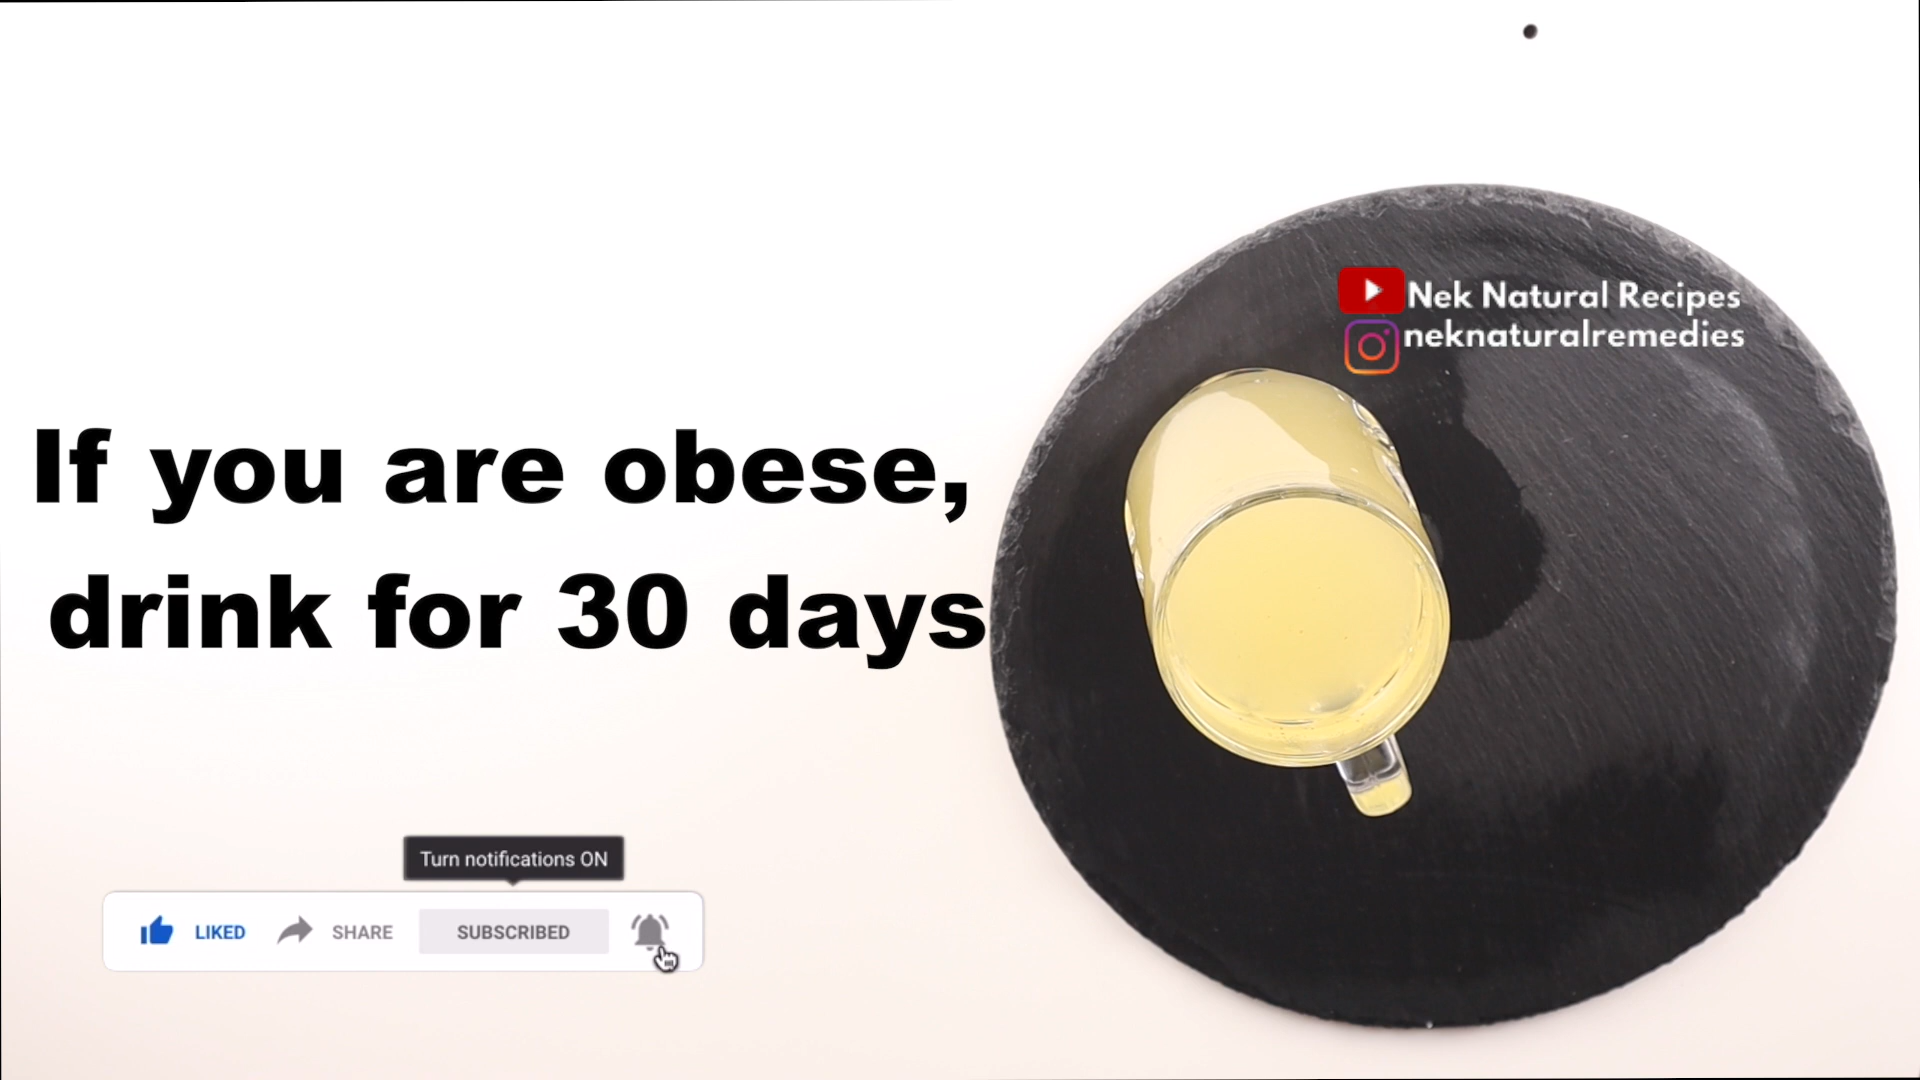 Nek Natural Recipes
neknaturalremedies
If you are obese,
drink for 30 days
Turn notifications ON
LIKED SHARE SUBSCRIBED